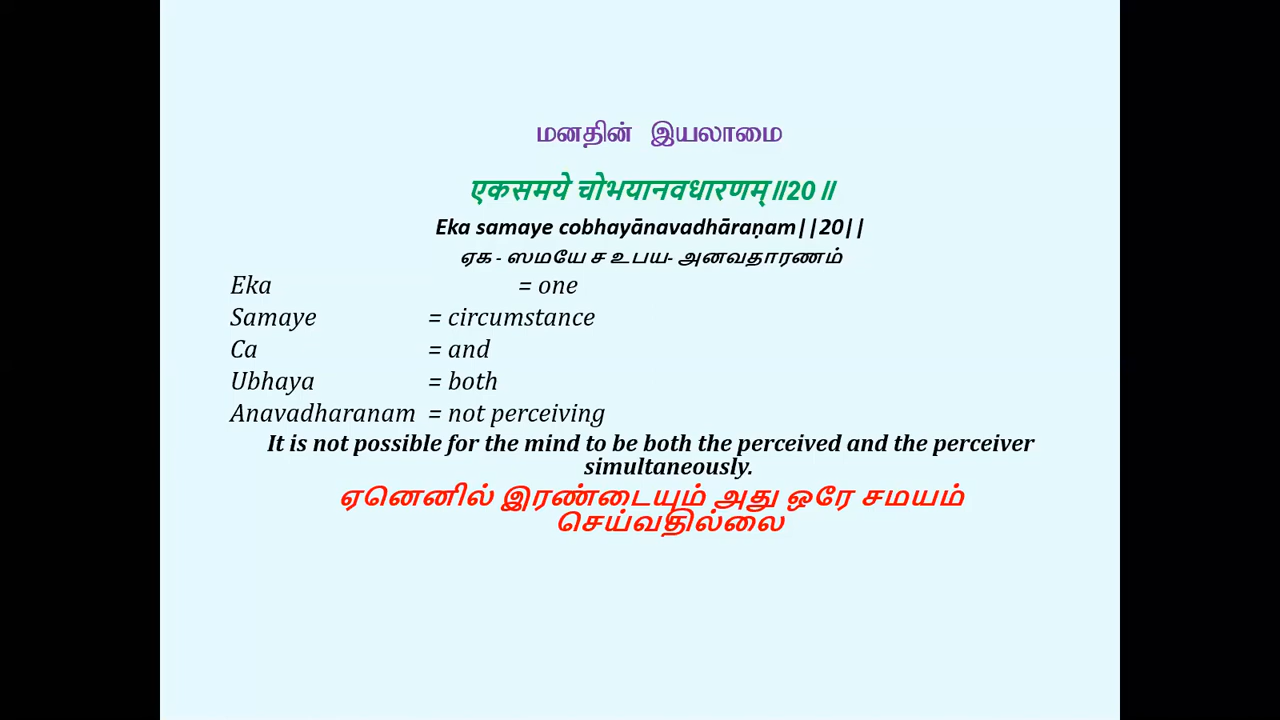 மனதின் இயலாமை
एकसमये चोभयानवधारणम्॥20॥
Eka samaye cobhayānavadhāraṇam||20||
ஏக - ஸமயே ச உபய- அனவதாரணம்
Eka = one
Samaye = circumstance
Ca = and
Ubhaya = both
Anavadharanam = not perceiving
It is not possible for the mind to be both the perceived and the perceiver
simultaneously.
ஏனெனில் இரண்டையும் அது ஒரே சமயம்
செய்வதில்லை